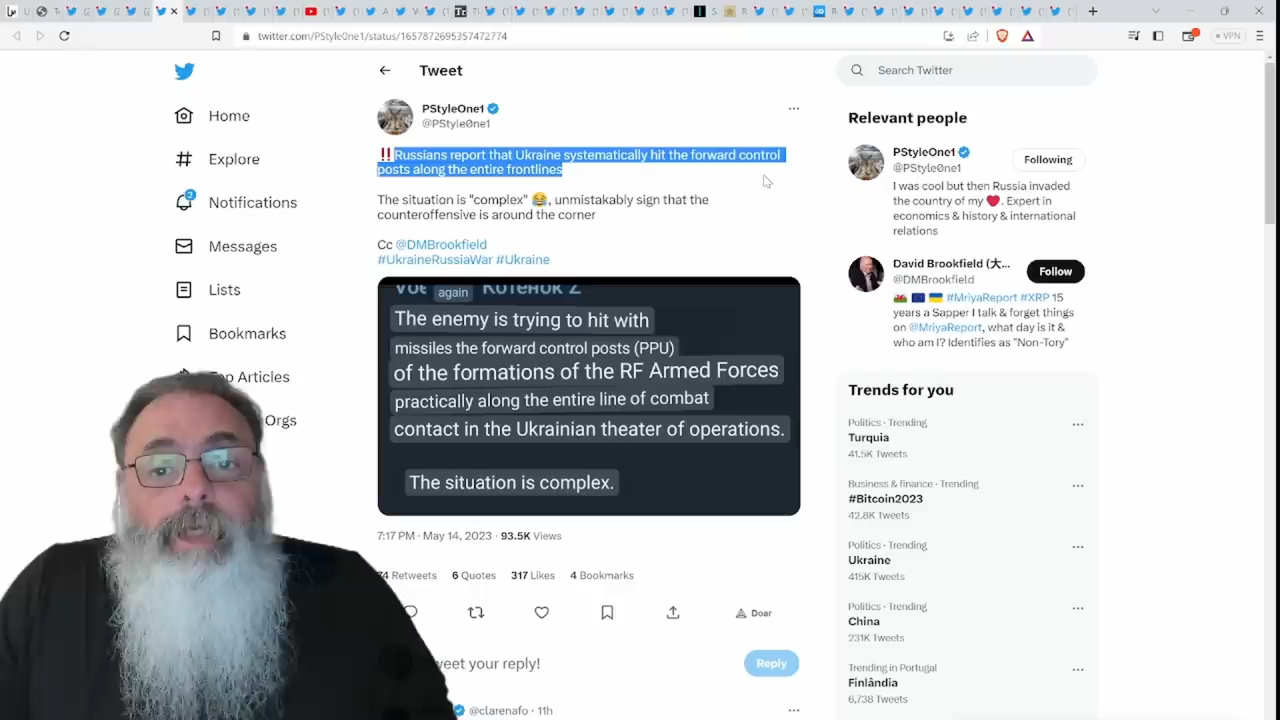 twitter.com/PStyle0ne1/status/1657872695357472774
VPN
Home
Explore
2
Notifications
Messages
Lists
Bookmarks
Top Articles
Orgs
Tweet
PStyleOne1
@PStyle0ne1
‼️Russians report that Ukraine systematically hit the forward control
posts along the entire frontlines
The situation is "complex" 😂, unmistakably sign that the
counteroffensive is around the corner
Cc @DMBrookfield
#UkraineRussiaWar #Ukraine
again Котенок Z
The enemy is trying to hit with
missiles the forward control posts (PPU)
of the formations of the RF Armed Forces
practically along the entire line of combat
contact in the Ukrainian theater of operations.
The situation is complex.
7:17 PM · May 14, 2023 · 93.5K Views
74 Retweets 6 Quotes 317 Likes 4 Bookmarks
Doar
weet your reply!
Reply
@clarenafo · 11h
Search Twitter
Relevant people
PStyleOne1
@PStyle0ne1
Following
I was cool but then Russia invaded
the country of my ❤️. Expert in
economics & history & international
relations
David Brookfield (大...
@DMBrookfield
Follow
#MriyaReport #XRP 15
years a Sapper I talk & forget things
on @MriyaReport, what day is it &
who am I? Identifies as "Non-Tory"
Trends for you
Politics · Trending
Turquia
41.5K Tweets
Business & finance · Trending
#Bitcoin2023
42.8K Tweets
Politics · Trending
Ukraine
415K Tweets
Politics · Trending
China
231K Tweets
Trending in Portugal
Finlândia
6,738 Tweets